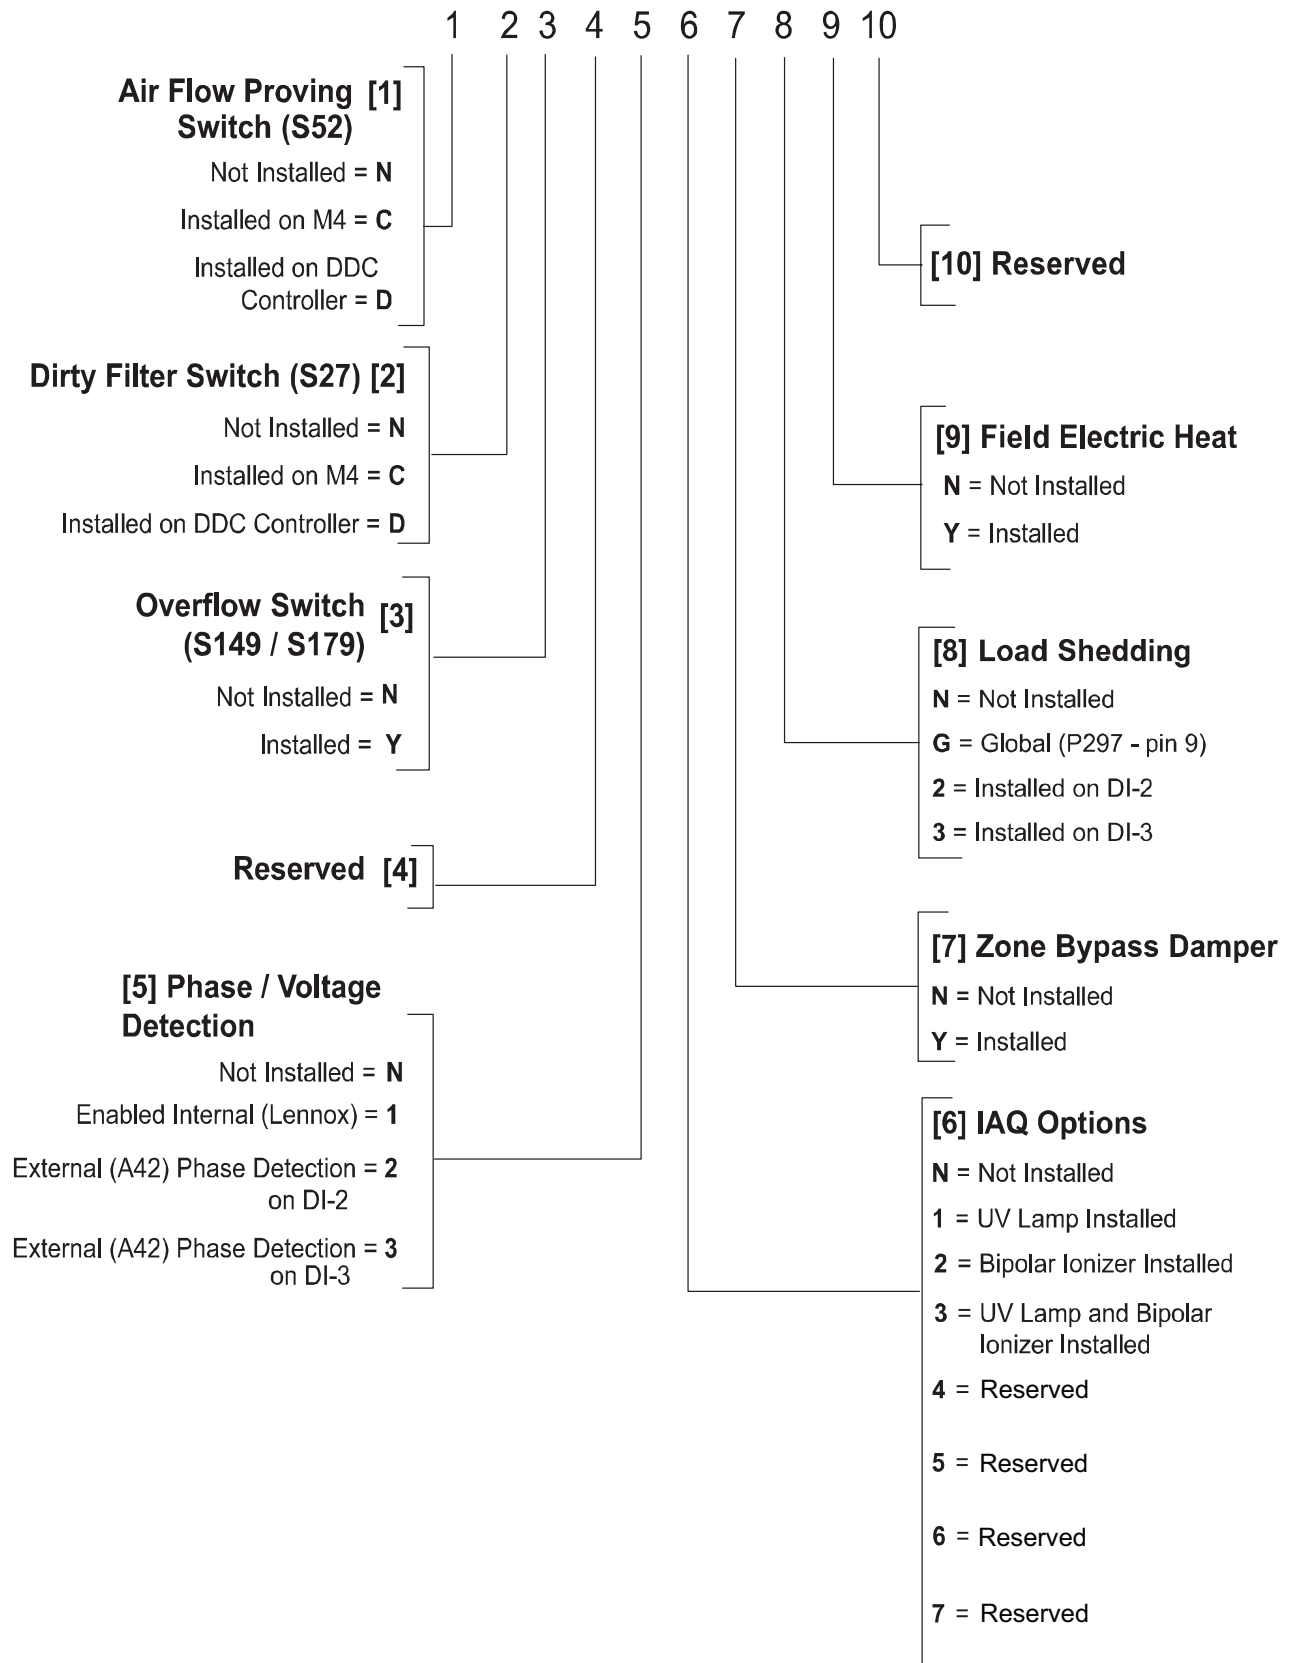 1 2 3 4 5 6 7 8 9 10
Air Flow Proving [1]
Switch (S52)
Not Installed = N
Installed on M4 = C
Installed on DDC
Controller = D
Dirty Filter Switch (S27) [2]
Not Installed = N
Installed on M4 = C
Installed on DDC Controller = D
Overflow Switch [3]
(S149 / S179)
Not Installed = N
Installed = Y
Reserved [4]
[5] Phase / Voltage
Detection
Not Installed = N
Enabled Internal (Lennox) = 1
External (A42) Phase Detection = 2
on DI-2
External (A42) Phase Detection = 3
on DI-3
[10] Reserved
[9] Field Electric Heat
N = Not Installed
Y = Installed
[8] Load Shedding
N = Not Installed
G = Global (P297 - pin 9)
2 = Installed on DI-2
3 = Installed on DI-3
[7] Zone Bypass Damper
N = Not Installed
Y = Installed
[6] IAQ Options
N = Not Installed
1 = UV Lamp Installed
2 = Bipolar Ionizer Installed
3 = UV Lamp and Bipolar
Ionizer Installed
4 = Reserved
5 = Reserved
6 = Reserved
7 = Reserved